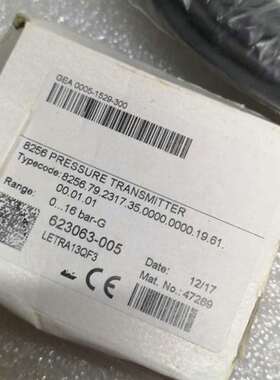 GEA 0005-1529-300
8256 PRESSURE TRANSMITTER
Typecode: 8256.79.2317.35.0000.0000.19.61.
00.01.01
Range: 0...16 bar-G
623063-005
LETRA13QF3
Date: 12/17
Mat. No.: 47289